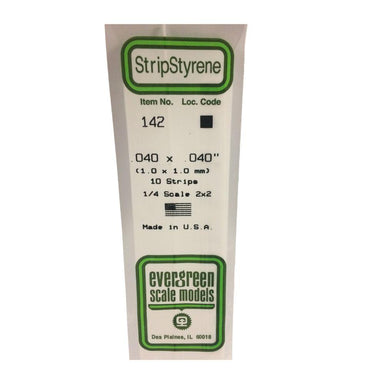 StripStyrene
Item No. Loc. Code
142
.040 x .040"
(1.0 x 1.0 mm)
10 Strips
1/4 Scale 2x2
Made in U.S.A.
evergreen
scale models
Des Plaines, IL 60018